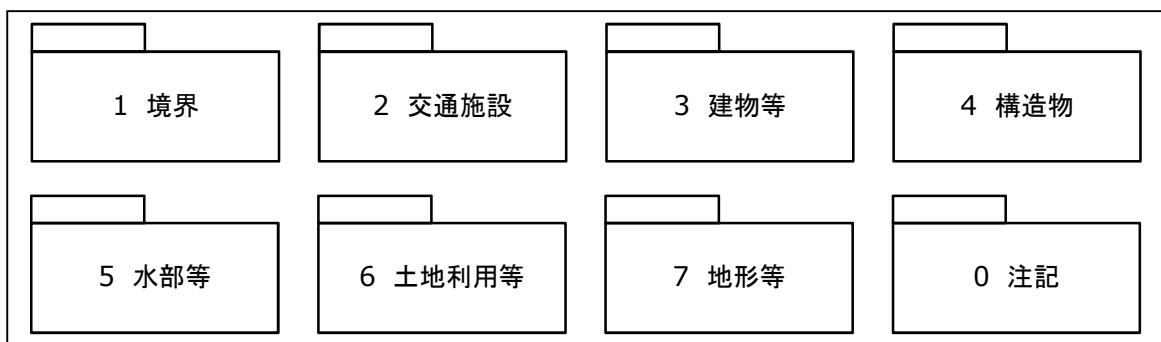 1 境界
2 交通施設
3 建物等
4 構造物
5 水部等
6 土地利用等
7 地形等
0 注記